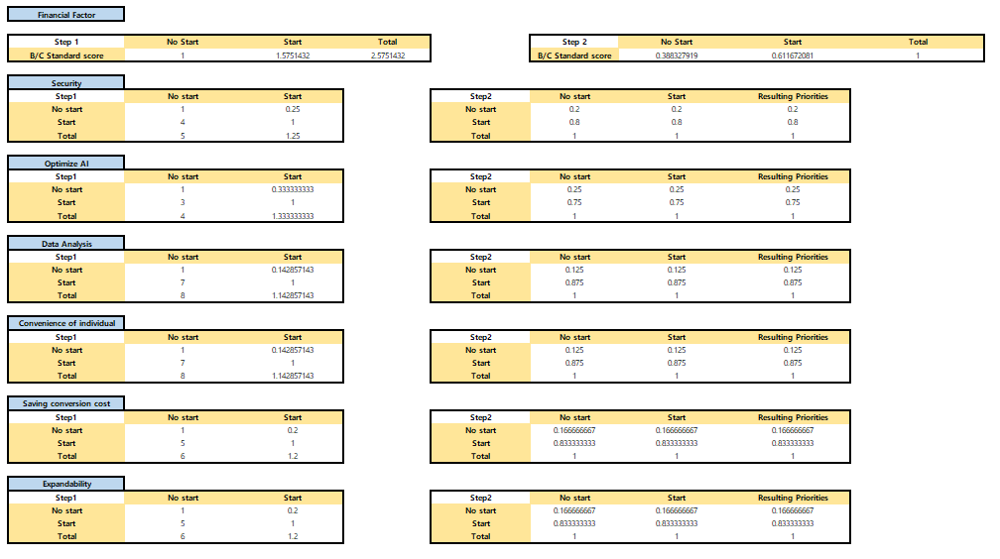 Financial Factor
Step 1 No Start Start Total
B/C Standard score 1 1.5751432 2.5751432
Step 2 No Start Start Total
B/C Standard score 0.388327919 0.611672081 1
Security
Step1 No start Start
No start 1 0.25
Start 4 1
Total 5 1.25
Step2 No start Start Resulting Priorities
No start 0.2 0.2 0.2
Start 0.8 0.8 0.8
Total 1 1 1
Optimize AI
Step1 No start Start
No start 1 0.333333333
Start 3 1
Total 4 1.333333333
Step2 No start Start Resulting Priorities
No start 0.25 0.25 0.25
Start 0.75 0.75 0.75
Total 1 1 1
Data Analysis
Step1 No start Start
No start 1 0.142857143
Start 7 1
Total 8 1.142857143
Step2 No start Start Resulting Priorities
No start 0.125 0.125 0.125
Start 0.875 0.875 0.875
Total 1 1 1
Convenience of individual
Step1 No start Start
No start 1 0.142857143
Start 7 1
Total 8 1.142857143
Step2 No start Start Resulting Priorities
No start 0.125 0.125 0.125
Start 0.875 0.875 0.875
Total 1 1 1
Saving conversion cost
Step1 No start Start
No start 1 0.2
Start 5 1
Total 6 1.2
Step2 No start Start Resulting Priorities
No start 0.166666667 0.166666667 0.166666667
Start 0.833333333 0.833333333 0.833333333
Total 1 1 1
Expandability
Step1 No start Start
No start 1 0.2
Start 5 1
Total 6 1.2
Step2 No start Start Resulting Priorities
No start 0.166666667 0.166666667 0.166666667
Start 0.833333333 0.833333333 0.833333333
Total 1 1 1